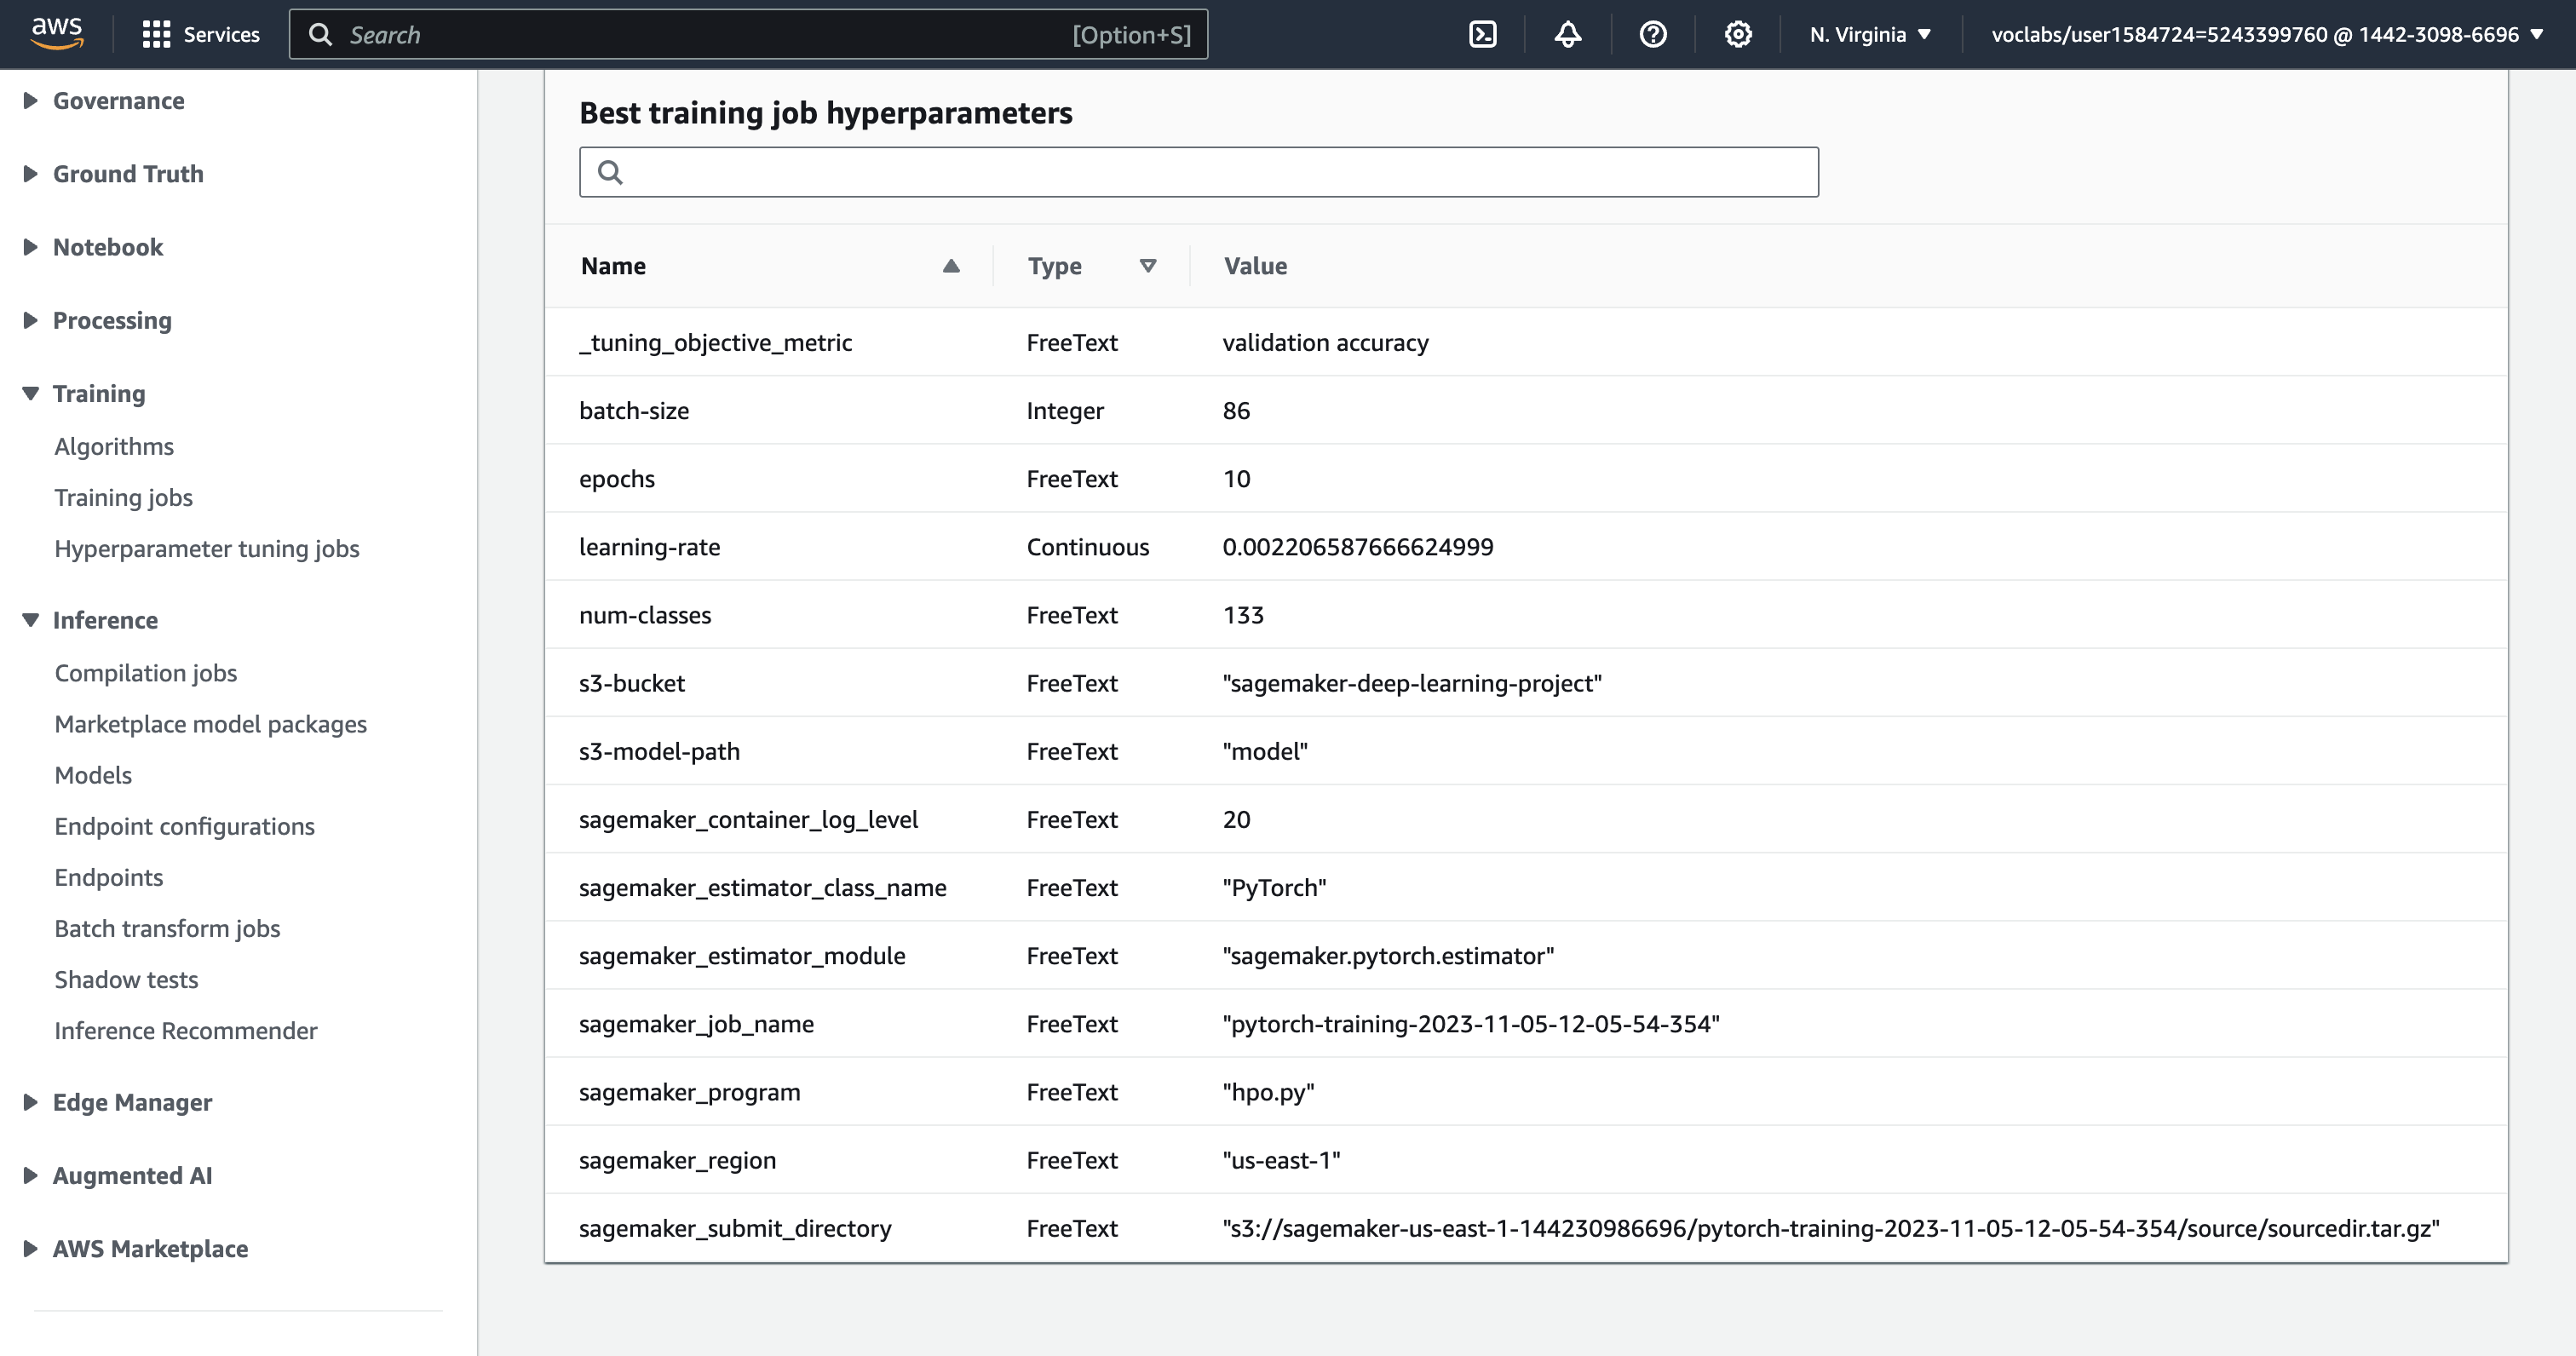 aws Services Search [Option+S] N. Virginia voclabs/user1584724=5243399760 @ 1442-3098-6696
Governance
Ground Truth
Notebook
Processing
Training
Algorithms
Training jobs
Hyperparameter tuning jobs
Inference
Compilation jobs
Marketplace model packages
Models
Endpoint configurations
Endpoints
Batch transform jobs
Shadow tests
Inference Recommender
Edge Manager
Augmented AI
AWS Marketplace
Best training job hyperparameters
Name Type Value
_tuning_objective_metric FreeText validation accuracy
batch-size Integer 86
epochs FreeText 10
learning-rate Continuous 0.002206587666624999
num-classes FreeText 133
s3-bucket FreeText "sagemaker-deep-learning-project"
s3-model-path FreeText "model"
sagemaker_container_log_level FreeText 20
sagemaker_estimator_class_name FreeText "PyTorch"
sagemaker_estimator_module FreeText "sagemaker.pytorch.estimator"
sagemaker_job_name FreeText "pytorch-training-2023-11-05-12-05-54-354"
sagemaker_program FreeText "hpo.py"
sagemaker_region FreeText "us-east-1"
sagemaker_submit_directory FreeText "s3://sagemaker-us-east-1-144230986696/pytorch-training-2023-11-05-12-05-54-354/source/sourcedir.tar.gz"